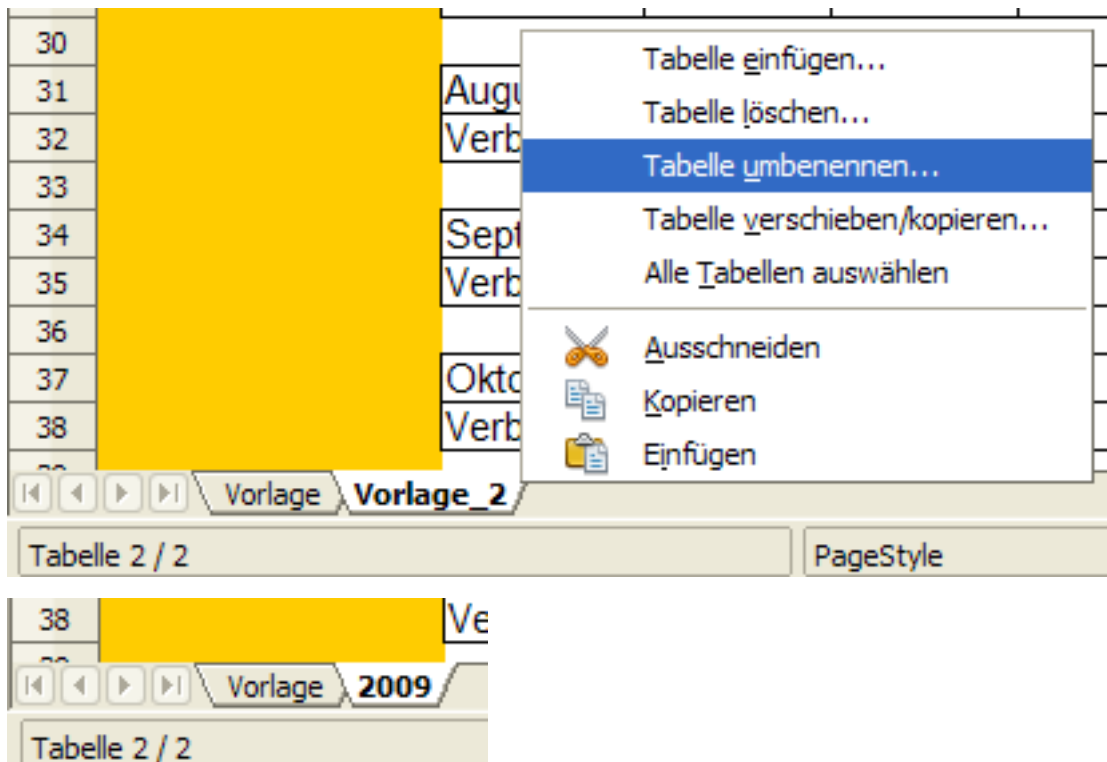 30
Tabelle einfügen...
31
Augu
Tabelle löschen...
32
Verb
Tabelle umbenennen...
33
34
Sept
Tabelle verschieben/kopieren...
35
Verb
Alle Tabellen auswählen
36
Ausschneiden
37
Okto
Kopieren
38
Verb
Einfügen
Vorlage Vorlage_2
Tabelle 2 / 2 PageStyle
38 Ve
Vorlage 2009
Tabelle 2 / 2